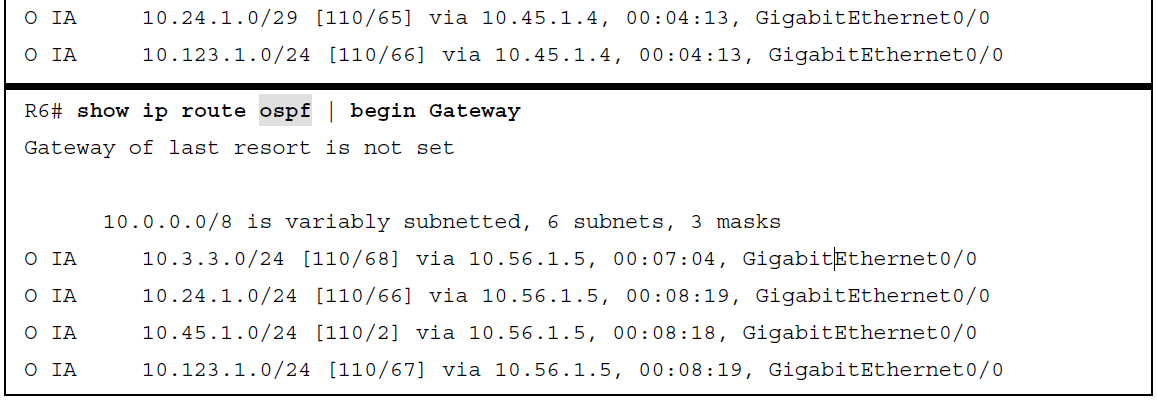 O IA     10.24.1.0/29 [110/65] via 10.45.1.4, 00:04:13, GigabitEthernet0/0
O IA     10.123.1.0/24 [110/66] via 10.45.1.4, 00:04:13, GigabitEthernet0/0
R6# show ip route ospf | begin Gateway
Gateway of last resort is not set
      10.0.0.0/8 is variably subnetted, 6 subnets, 3 masks
O IA     10.3.3.0/24 [110/68] via 10.56.1.5, 00:07:04, GigabitEthernet0/0
O IA     10.24.1.0/24 [110/66] via 10.56.1.5, 00:08:19, GigabitEthernet0/0
O IA     10.45.1.0/24 [110/2] via 10.56.1.5, 00:08:18, GigabitEthernet0/0
O IA     10.123.1.0/24 [110/67] via 10.56.1.5, 00:08:19, GigabitEthernet0/0